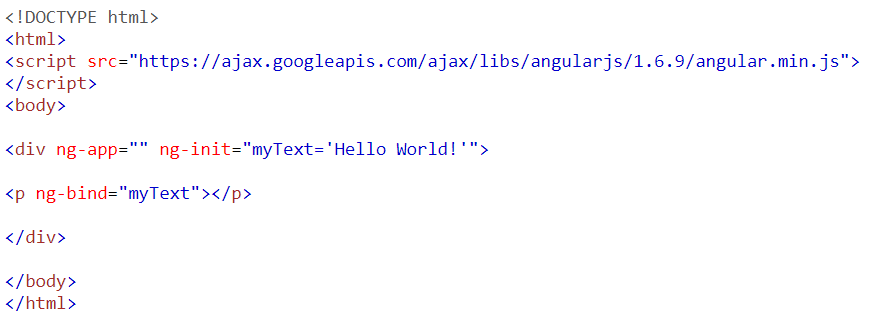 <!DOCTYPE html>
<html>
<script src="https://ajax.googleapis.com/ajax/libs/angularjs/1.6.9/angular.min.js">
</script>
<body>
<div ng-app="" ng-init="myText='Hello World!'">
<p ng-bind="myText"></p>
</div>
</body>
</html>